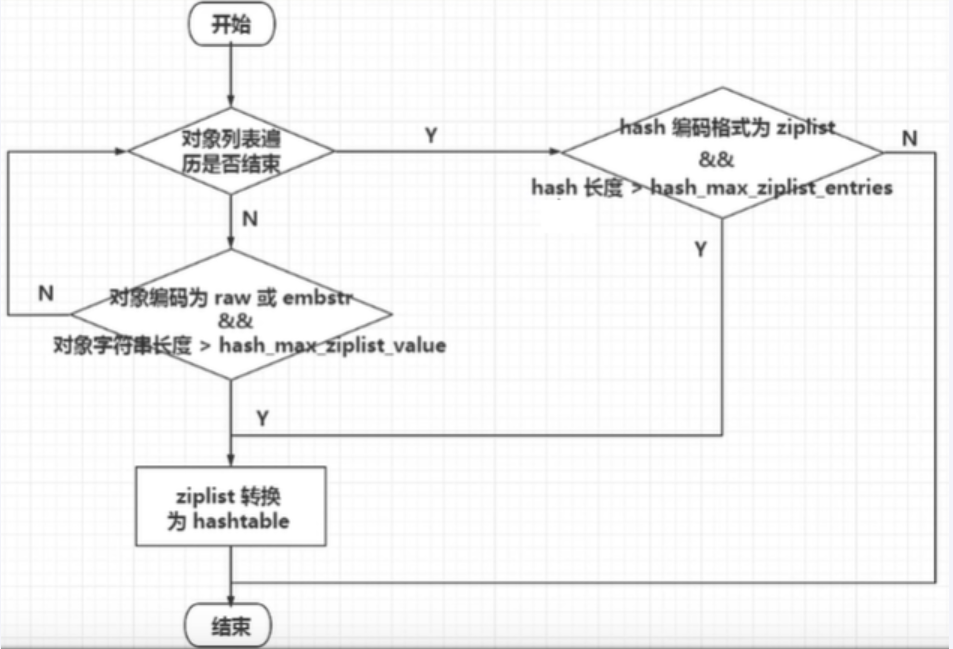 开始
对象列表遍
历是否结束
Y
hash 编码格式为 ziplist
&&
hash 长度 > hash_max_ziplist_entries
N
N
Y
N
对象编码为 raw 或 embstr
&&
对象字符串长度 > hash_max_ziplist_value
Y
ziplist 转换
为 hashtable
结束